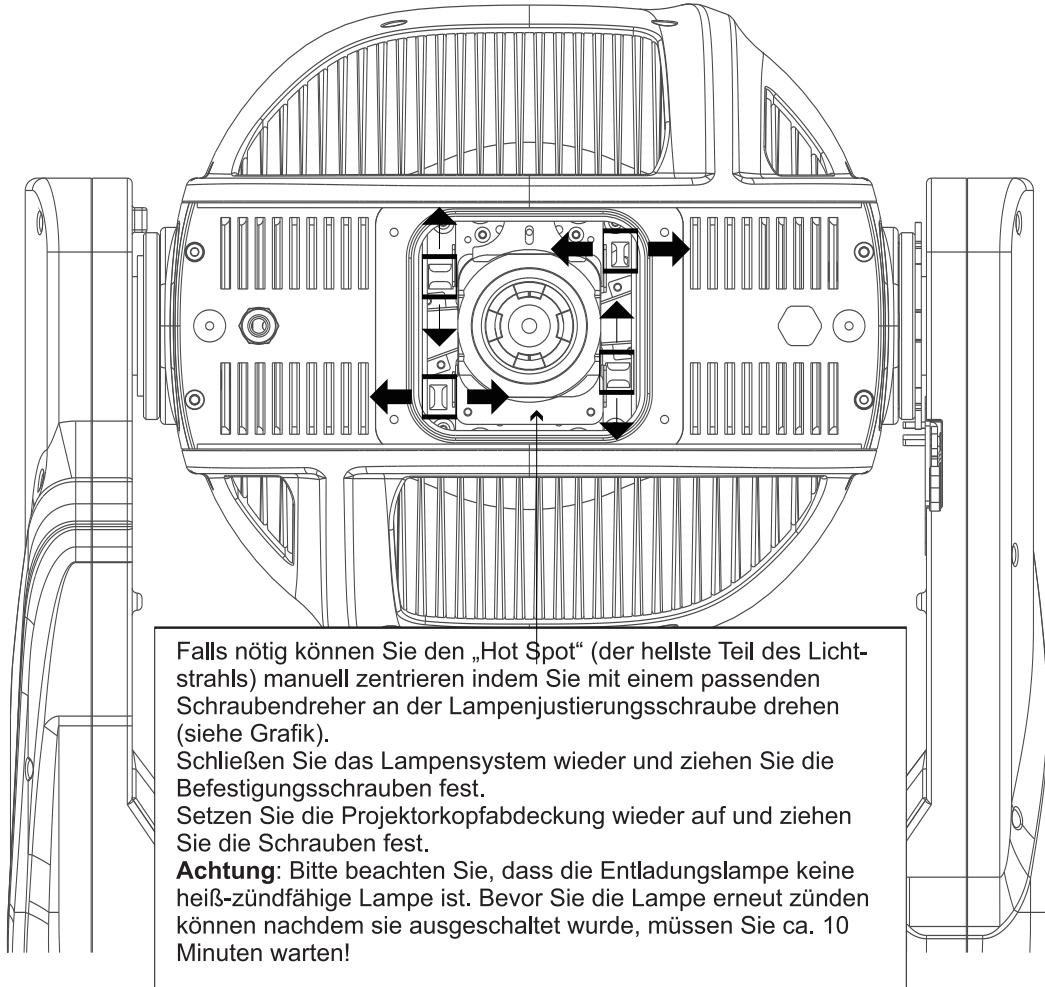 Falls nötig können Sie den „Hot Spot“ (der hellste Teil des Licht-
strahls) manuell zentrieren indem Sie mit einem passenden
Schraubendreher an der Lampenjustierungsschraube drehen
(siehe Grafik).
Schließen Sie das Lampensystem wieder und ziehen Sie die
Befestigungsschrauben fest.
Setzen Sie die Projektorkopfabdeckung wieder auf und ziehen
Sie die Schrauben fest.
Achtung: Bitte beachten Sie, dass die Entladungslampe keine
heiß-zündfähige Lampe ist. Bevor Sie die Lampe erneut zünden
können nachdem sie ausgeschaltet wurde, müssen Sie ca. 10
Minuten warten!